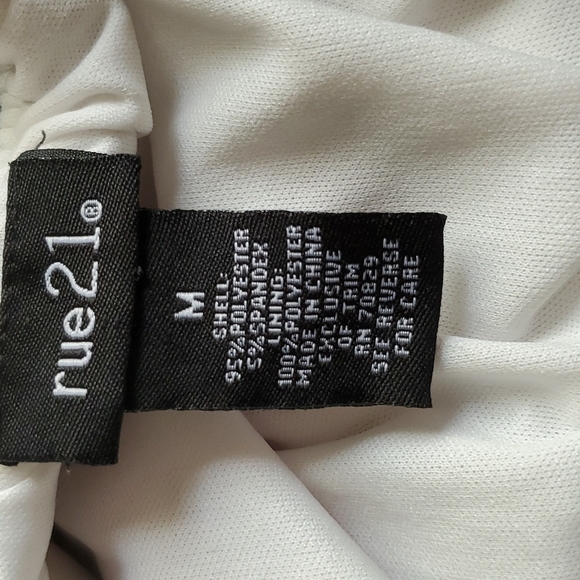 rue21®
M
SHELL:
95%POLYESTER
5%SPANDEX
LINING:
100%POLYESTER
MADE IN CHINA
EXCLUSIVE
OF TRIM
RN 70829
SEE REVERSE
FOR CARE